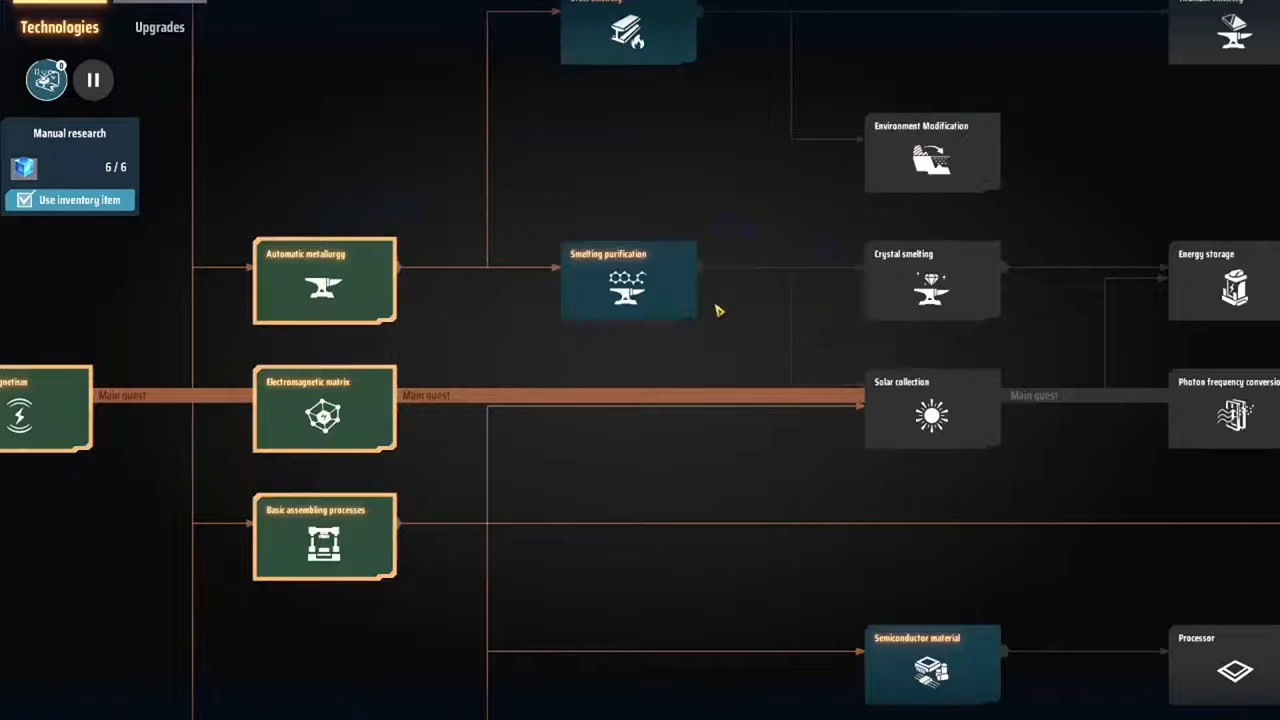 Technologies
Upgrades
0
Manual research
6 / 6
Use inventory item
Environment Modification
Automatic metallurgy
Smelting purification
Crystal smelting
Energy storage
Main quest
Electromagnetic matrix
Main quest
Solar collection
Main quest
Basic assembling processes
Semiconductor material
Processor